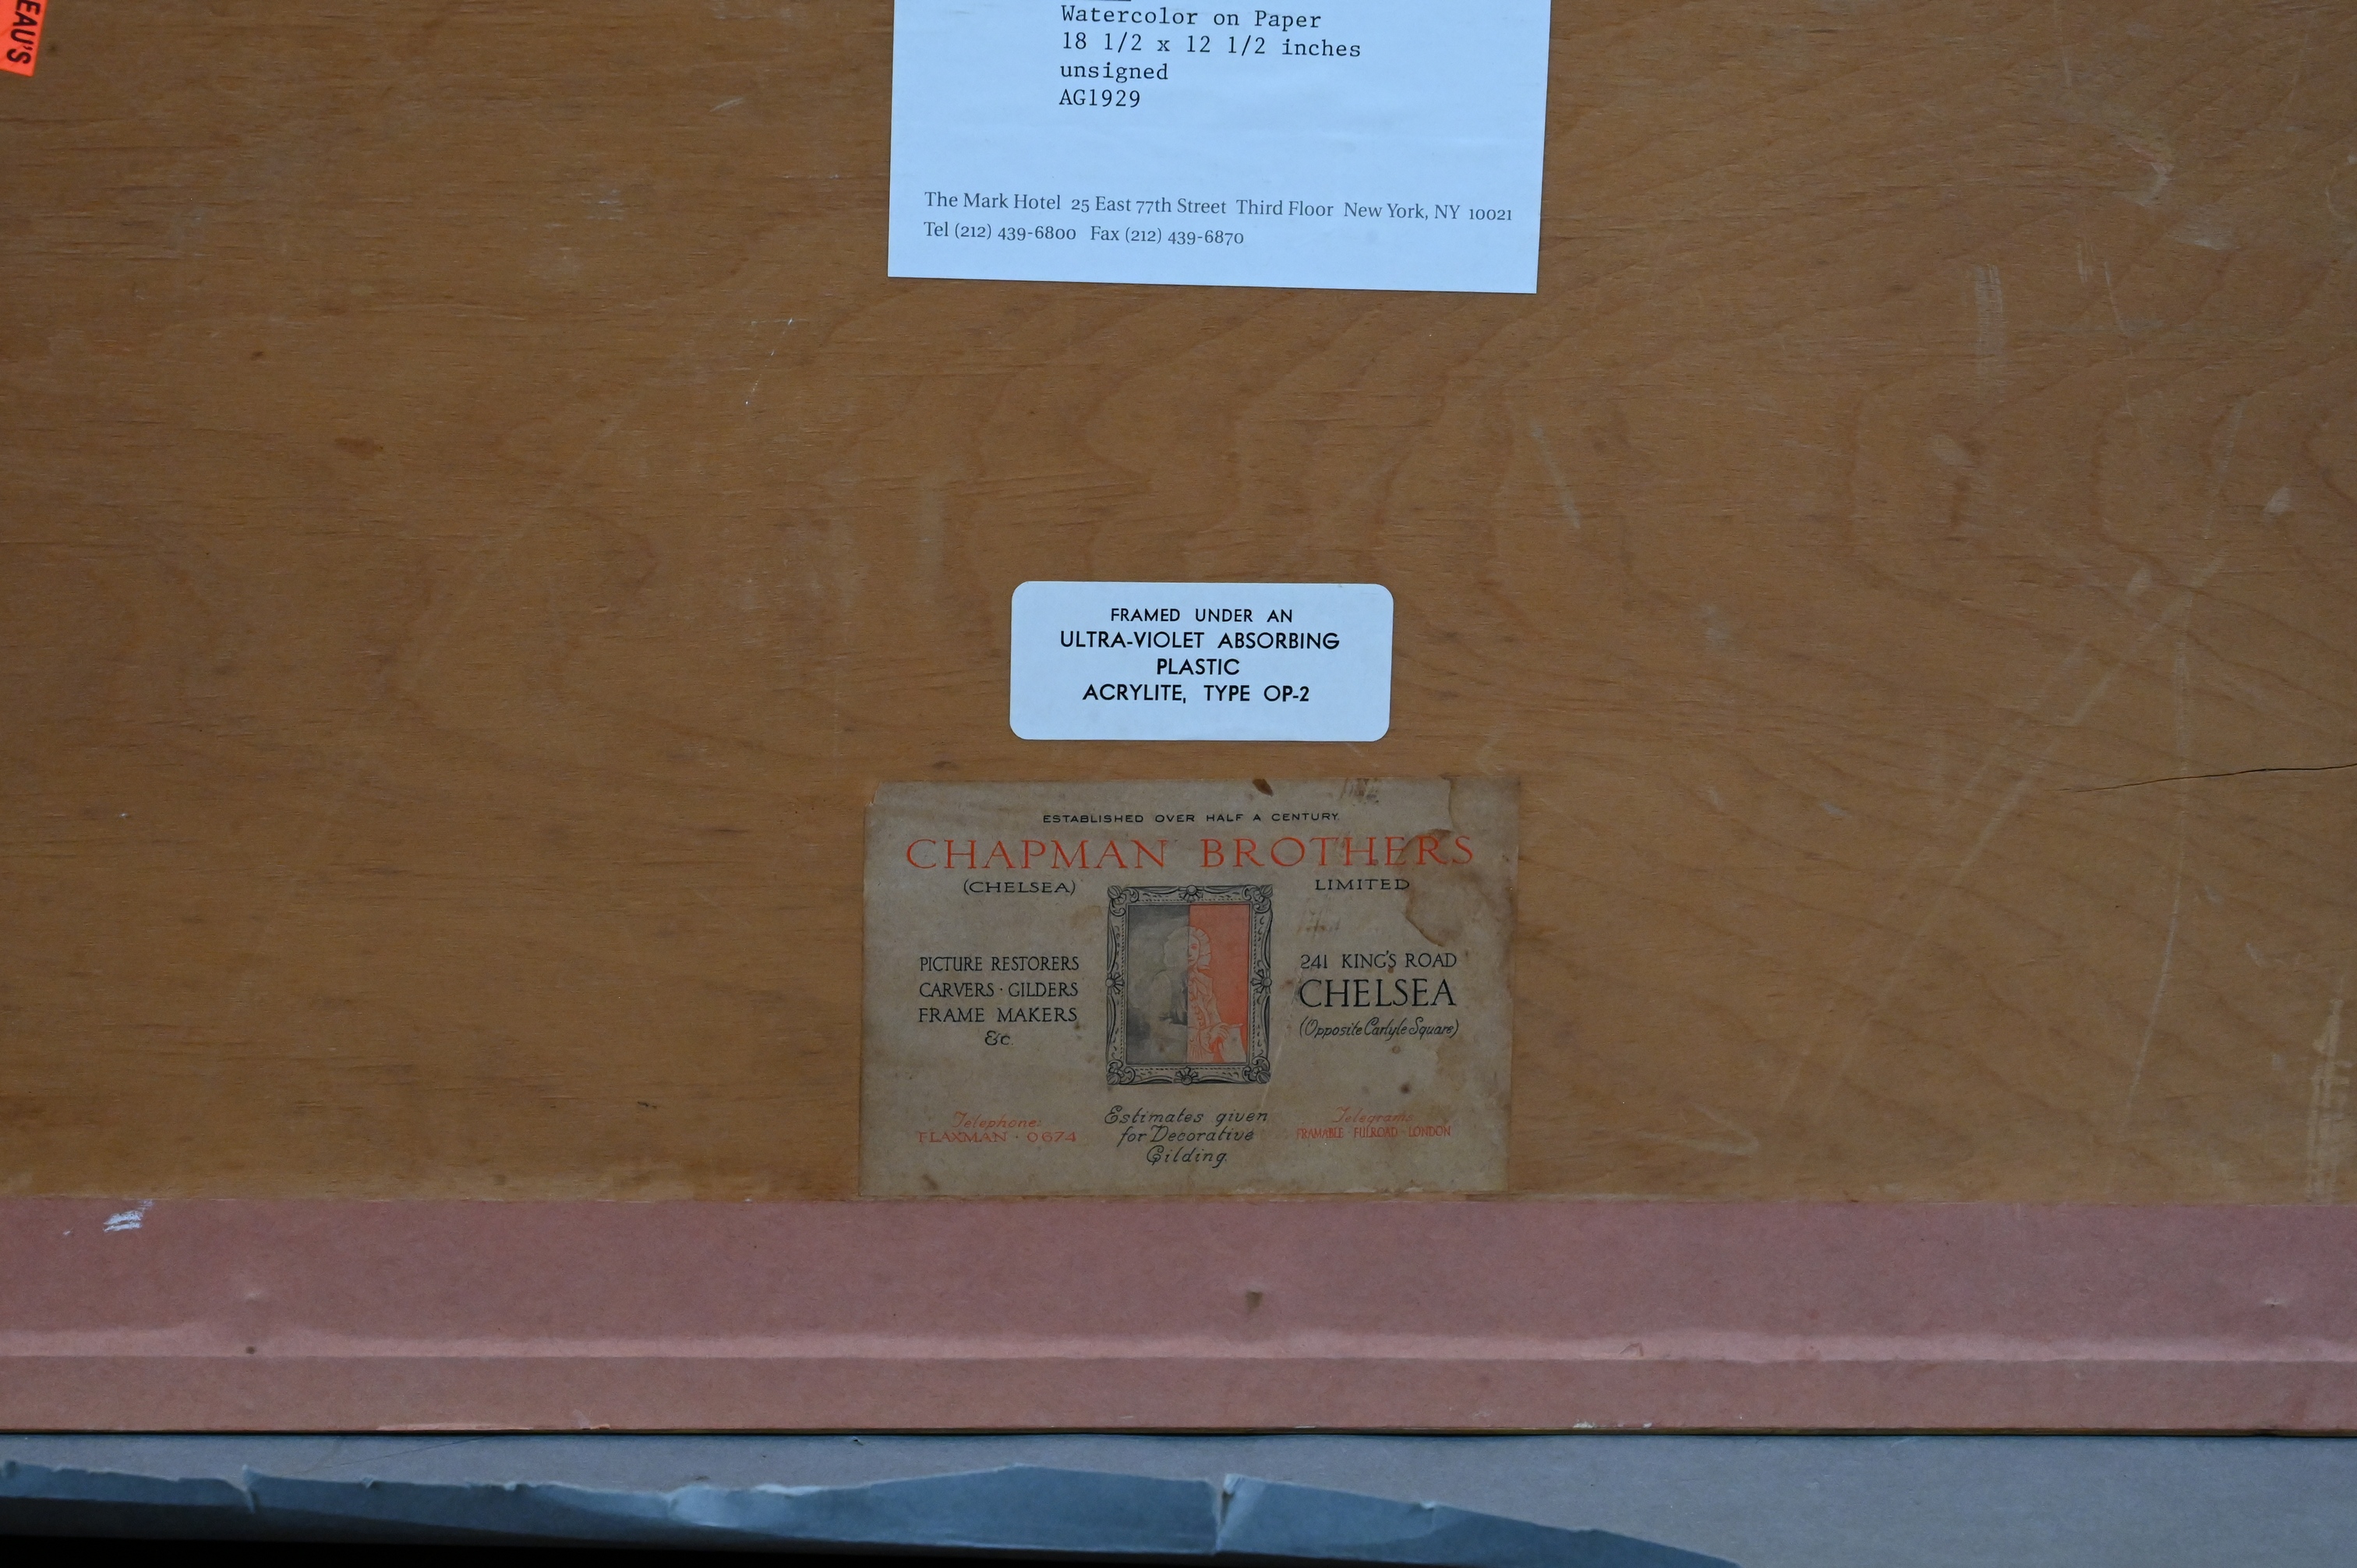 EAU'S
Watercolor on Paper
18 1/2 x 12 1/2 inches
unsigned
AG1929
The Mark Hotel 25 East 77th Street Third Floor New York, NY 10021
Tel (212) 439-6800 Fax (212) 439-6870
FRAMED UNDER AN
ULTRA-VIOLET ABSORBING
PLASTIC
ACRYLITE, TYPE OP-2
ESTABLISHED OVER HALF A CENTURY.
CHAPMAN BROTHERS
(CHELSEA) LIMITED
PICTURE RESTORERS
CARVERS · GILDERS
FRAME MAKERS
&c.
241 KING'S ROAD
CHELSEA
(Opposite Carlyle Square)
Telephone:
FLAXMAN · 0674
Estimates given
for Decorative
Gilding.
Telegrams
FRAMABLE · FULROAD · LONDON